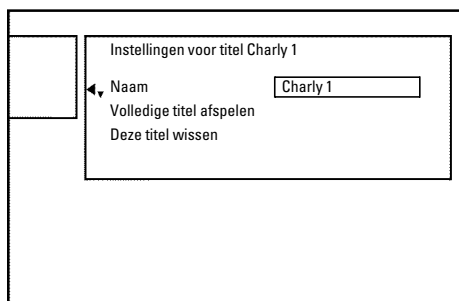 Instellingen voor titel Charly 1
Naam Charly 1
Volledige titel afspelen
Deze titel wissen